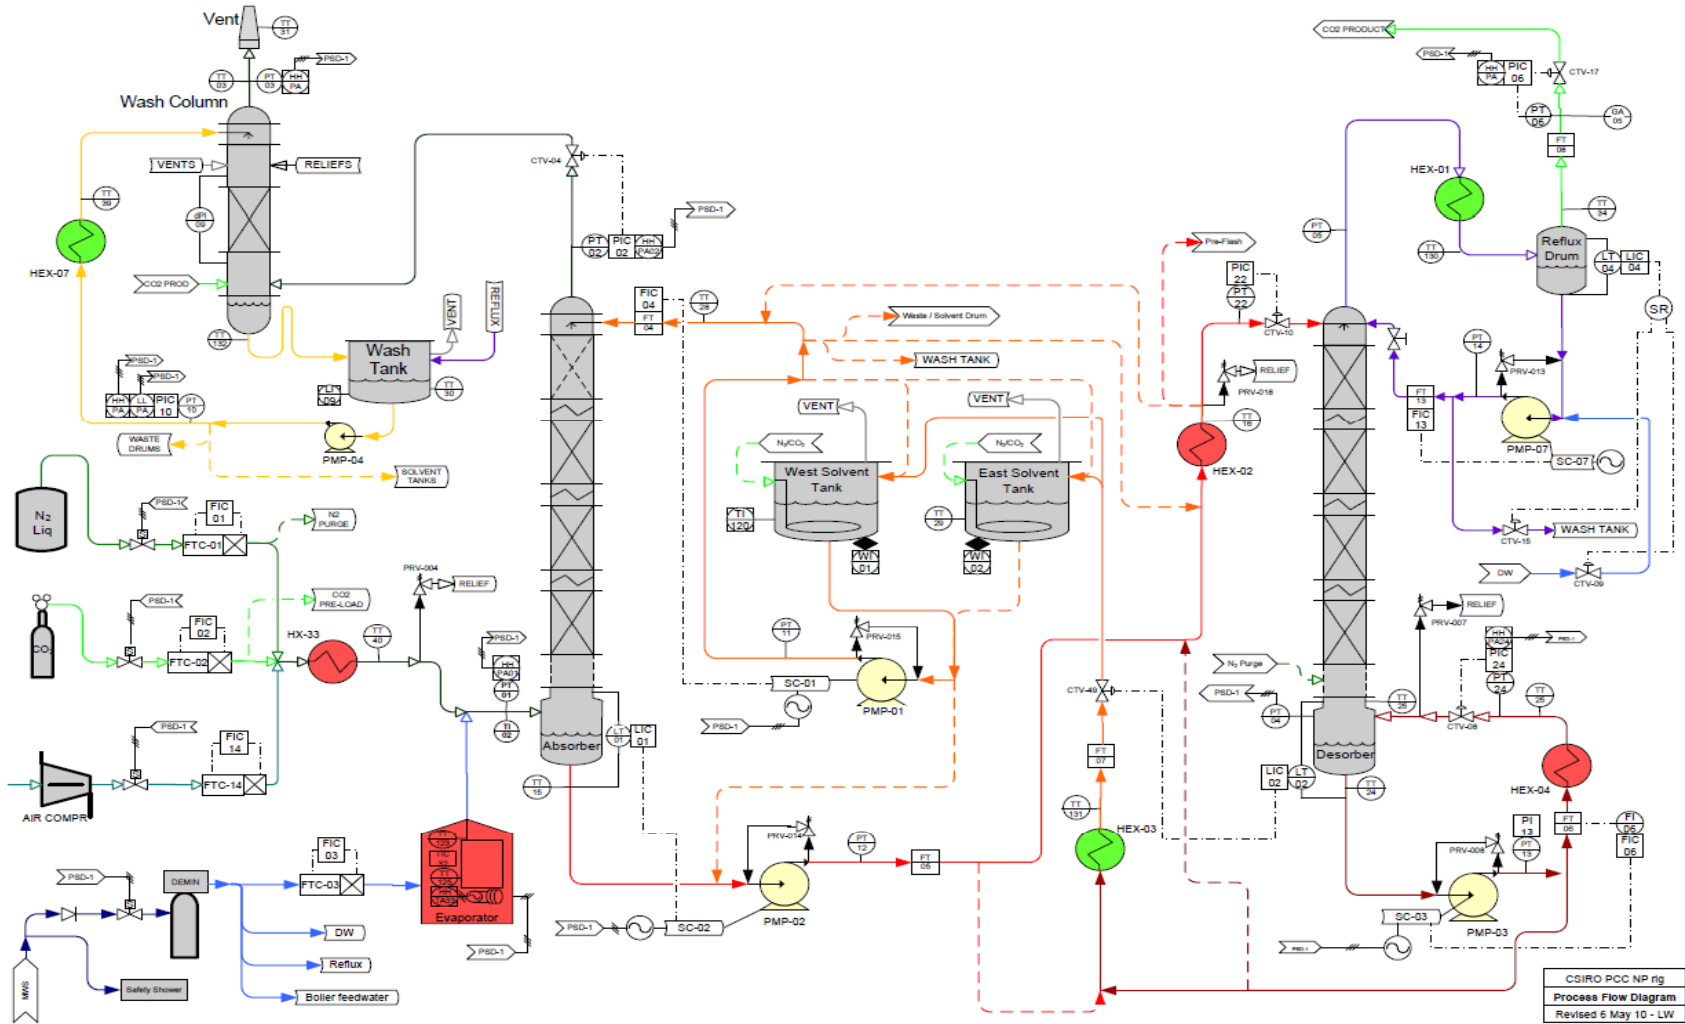 Vent
TT
31
PSD-1
TT
03
PT
03
HH
PA
Wash Column
VENTS
RELIEFS
TT
39
dPI
09
HEX-07
CO2 PROD
TT
132
Wash
Tank
VENT
REFLUX
PSD-1
PSD-1
HH
PA
LL
PA
PIC
10
PT
10
LI
09
TT
30
PMP-04
WASTE
DRUMS
SOLVENT
TANKS
CTV-04
PT
02
PIC
02
HH
PA02
PSD-1
N2
Liq
PSD-1
S
FIC
01
FTC-01
N2
PURGE
CO2
PSD-1
S
FIC
02
FTC-02
CO2
PRE-LOAD
HX-33
TT
40
PRV-004
RELIEF
PSD-1
S
FIC
14
FTC-14
AIR COMPR
PSD-1
HH
PA01
PT
01
TI
02
Absorber
LT
01
LIC
01
TT
15
PSD-1
S
DEMIN
FIC
03
FTC-03
Evaporator
PSD-1
DW
Reflux
Boiler feedwater
Safety Shower
MWS
FIC
04
FT
04
TT
28
Waste / Solvent Drum
WASH TANK
VENT
VENT
N2/CO2
N2/CO2
West Solvent
Tank
East Solvent
Tank
TI
120
TT
29
WI
01
WI
02
PT
11
PRV-015
SC-01
PMP-01
PSD-1
CTV-49
FT
07
TT
131
HEX-03
PRV-014
PT
12
FT
05
PMP-02
PSD-1
SC-02
Pre-Flash
PIC
22
PT
22
CTV-10
PRV-018
RELIEF
TT
16
HEX-02
CO2 PRODUCT
PSD-1
HH
PA
PIC
06
CTV-17
PT
06
GA
05
FT
08
HEX-01
PT
05
TT
34
TT
130
Reflux
Drum
LT
04
LIC
04
SR
PT
14
PRV-013
FT
13
FIC
13
PMP-07
SC-07
CTV-15
WASH TANK
DW
CTV-09
PRV-007
RELIEF
N2 Purge
PSD-1
PT
04
HH
PA24
PIC
24
PT
24
PSD-1
TT
25
TT
25
CTV-08
Desorber
LIC
02
LT
02
TT
24
HEX-04
FT
06
FI
06
FIC
06
PI
13
PT
13
PRV-008
PMP-03
SC-03
PSD-1
CSIRO PCC NP rig
Process Flow Diagram
Revised 6 May 10 - LW